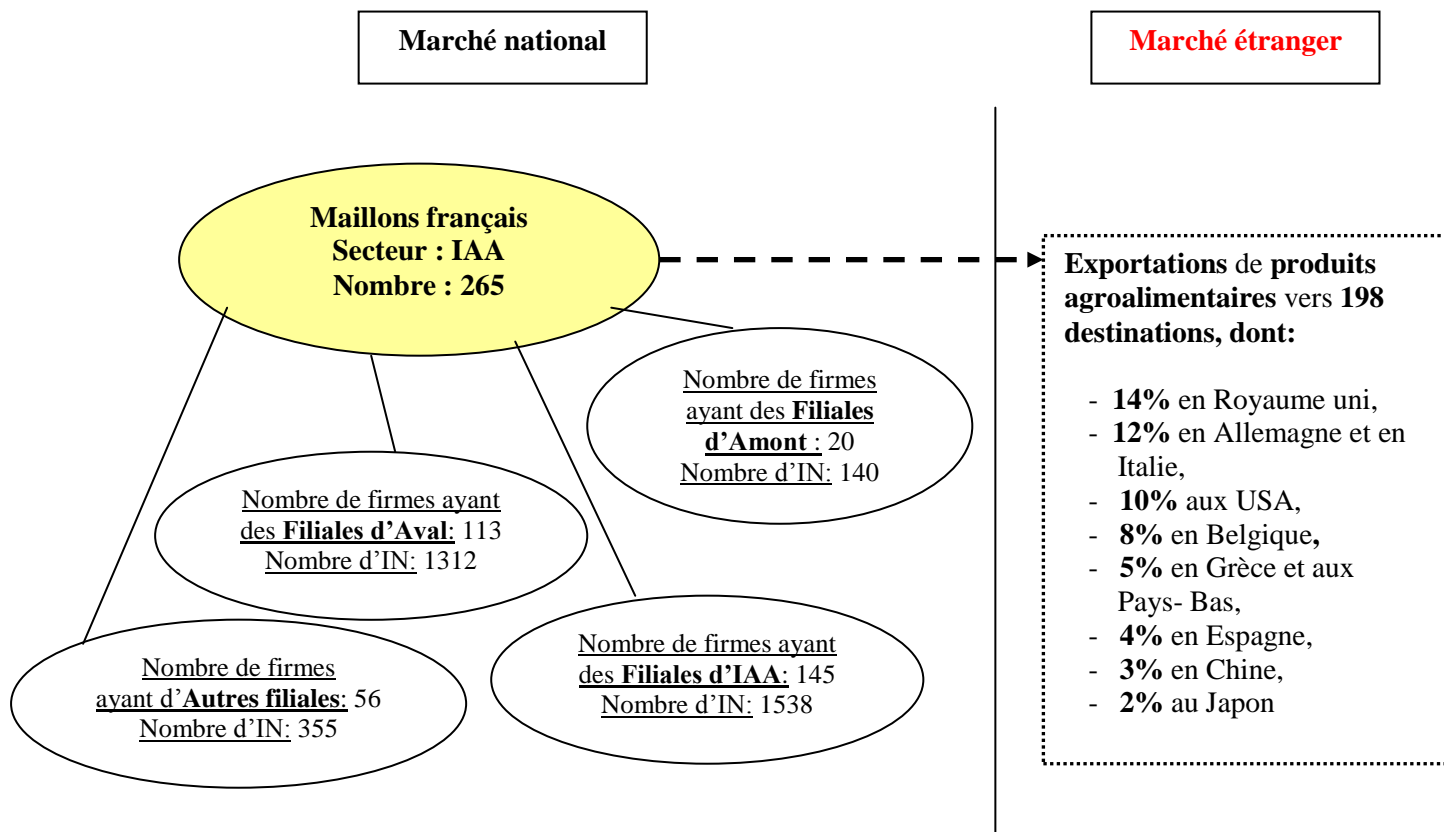 Marché national
Marché étranger
Maillons français
Secteur : IAA
Nombre : 265
Nombre de firmes
ayant des Filiales
d'Amont : 20
Nombre d'IN: 140
Nombre de firmes ayant
des Filiales d'Aval: 113
Nombre d'IN: 1312
Nombre de firmes
ayant d'Autres filiales: 56
Nombre d'IN: 355
Nombre de firmes ayant
des Filiales d'IAA: 145
Nombre d'IN: 1538
Exportations de produits
agroalimentaires vers 198
destinations, dont:
- 14% en Royaume uni,
- 12% en Allemagne et en
Italie,
- 10% aux USA,
- 8% en Belgique,
- 5% en Grèce et aux
Pays- Bas,
- 4% en Espagne,
- 3% en Chine,
- 2% au Japon